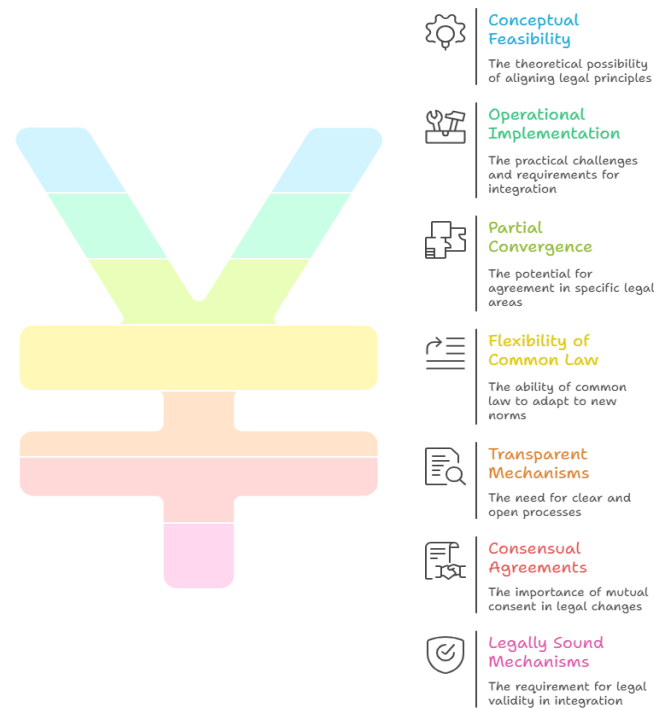 Conceptual
Feasibility
The theoretical possibility
of aligning legal principles
Operational
Implementation
The practical challenges
and requirements for
integration
Partial
Convergence
The potential for
agreement in specific legal
areas
Flexibility of
Common Law
The ability of common
law to adapt to new
norms
Transparent
Mechanisms
The need for clear and
open processes
Consensual
Agreements
The importance of mutual
consent in legal changes
Legally Sound
Mechanisms
The requirement for legal
validity in integration